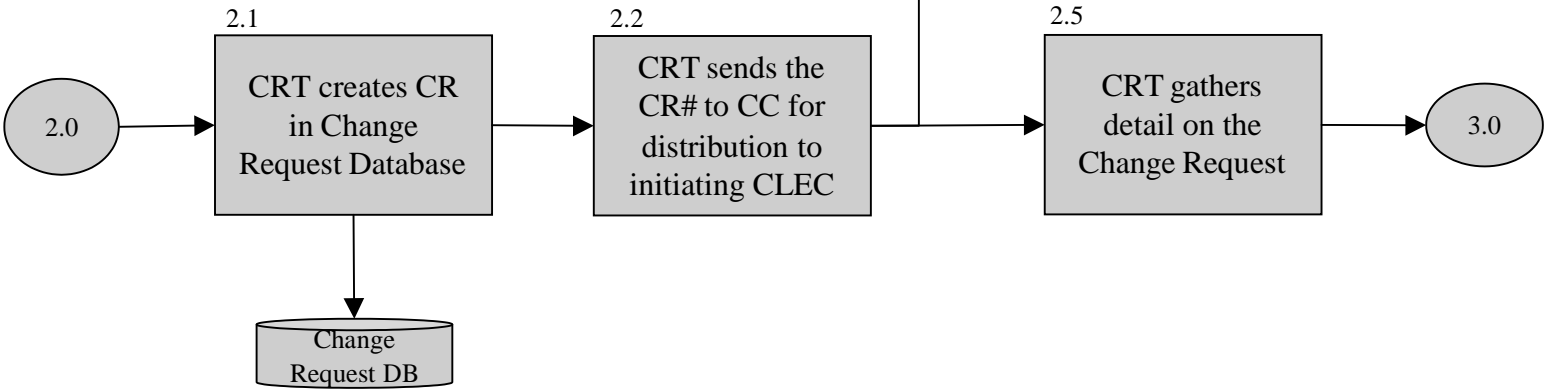 2.0
2.1
CRT creates CR
in Change
Request Database
2.2
CRT sends the
CR# to CC for
distribution to
initiating CLEC
2.5
CRT gathers
detail on the
Change Request
3.0
Change
Request DB